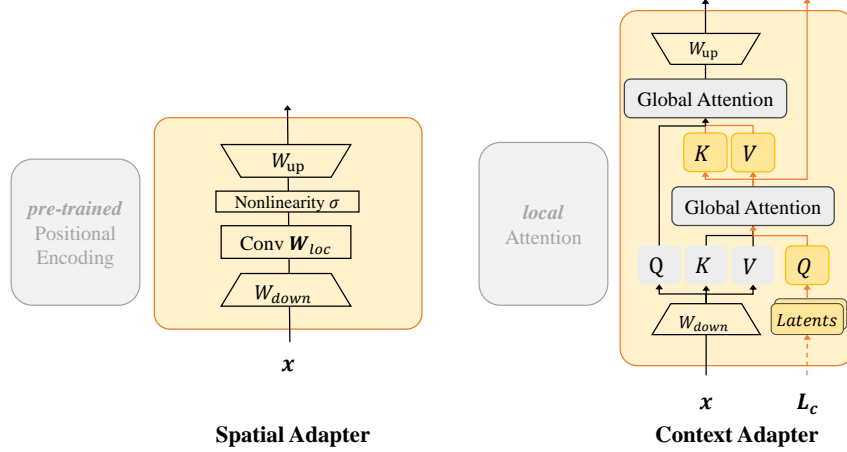 pre-trained
Positional
Encoding
W_up
Nonlinearity σ
Conv W_loc
W_down
x
Spatial Adapter
local
Attention
W_up
Global Attention
K V
Global Attention
Q K V Q
W_down
Latents
x L_c
Context Adapter